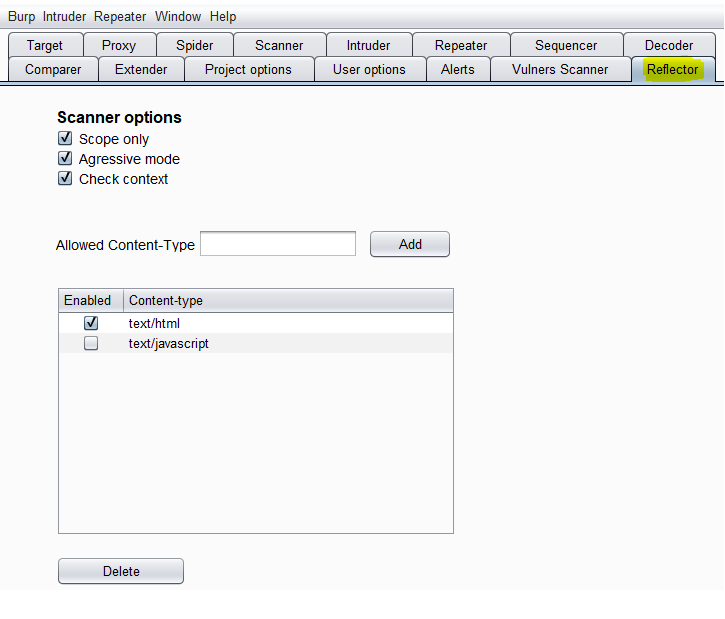 Burp Intruder Repeater Window Help
Target Proxy Spider Scanner Intruder Repeater Sequencer Decoder
Comparer Extender Project options User options Alerts Vulners Scanner Reflector
Scanner options
Scope only
Agressive mode
Check context
Allowed Content-Type Add
Enabled Content-type
text/html
text/javascript
Delete